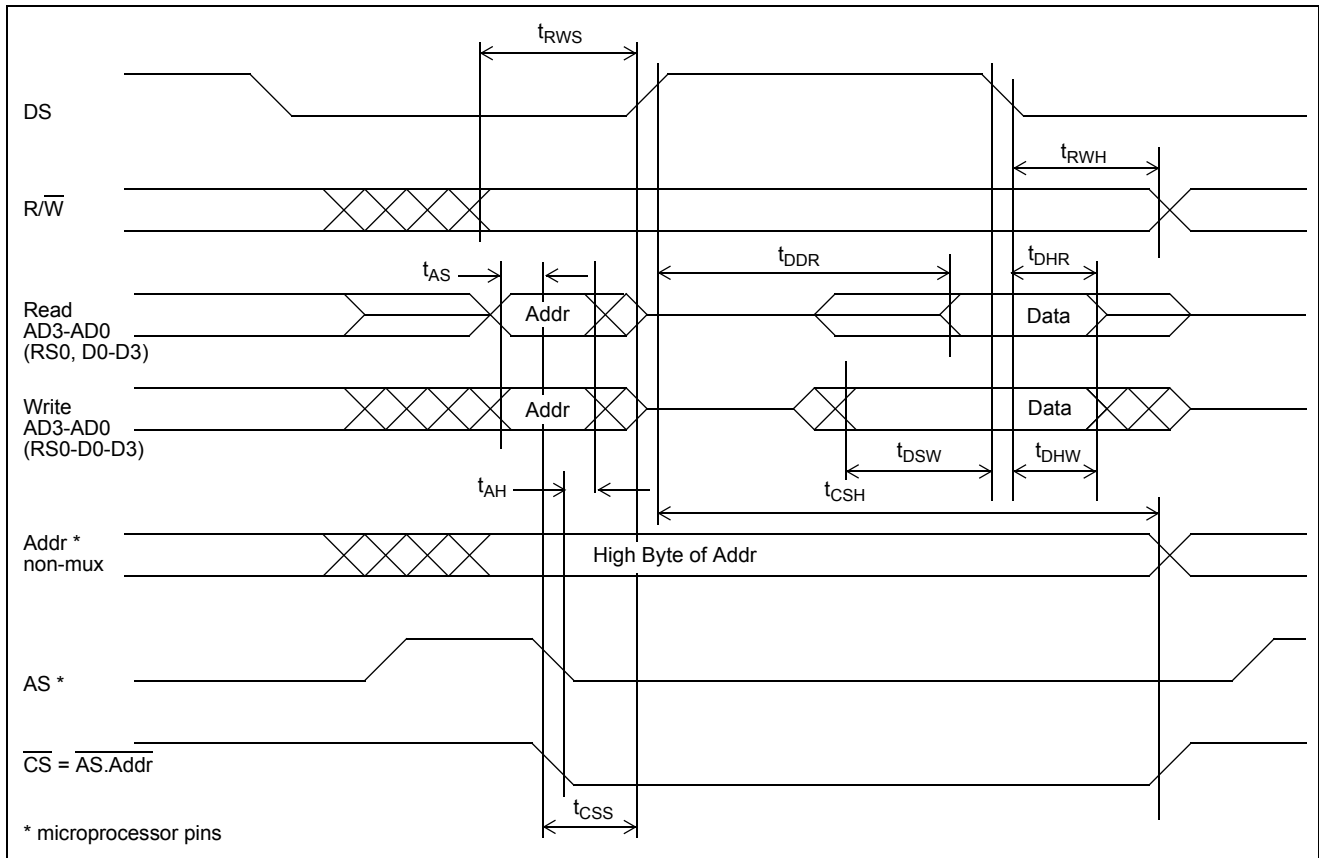 tRWS
DS
tRWH
R/W
tDDR
tDHR
tAS
Read
AD3-AD0
(RS0, D0-D3)
Addr
Data
Write
AD3-AD0
(RS0-D0-D3)
Addr
Data
tDSW
tDHW
tAH
tCSH
Addr *
non-mux
High Byte of Addr
AS *
CS = AS.Addr
tCSS
* microprocessor pins